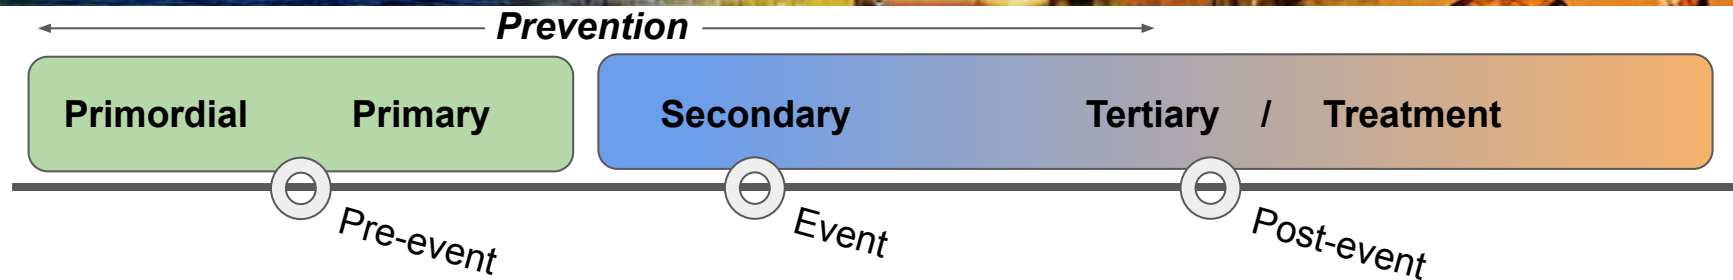 Prevention
Primordial Primary Secondary Tertiary / Treatment
Pre-event
Event
Post-event